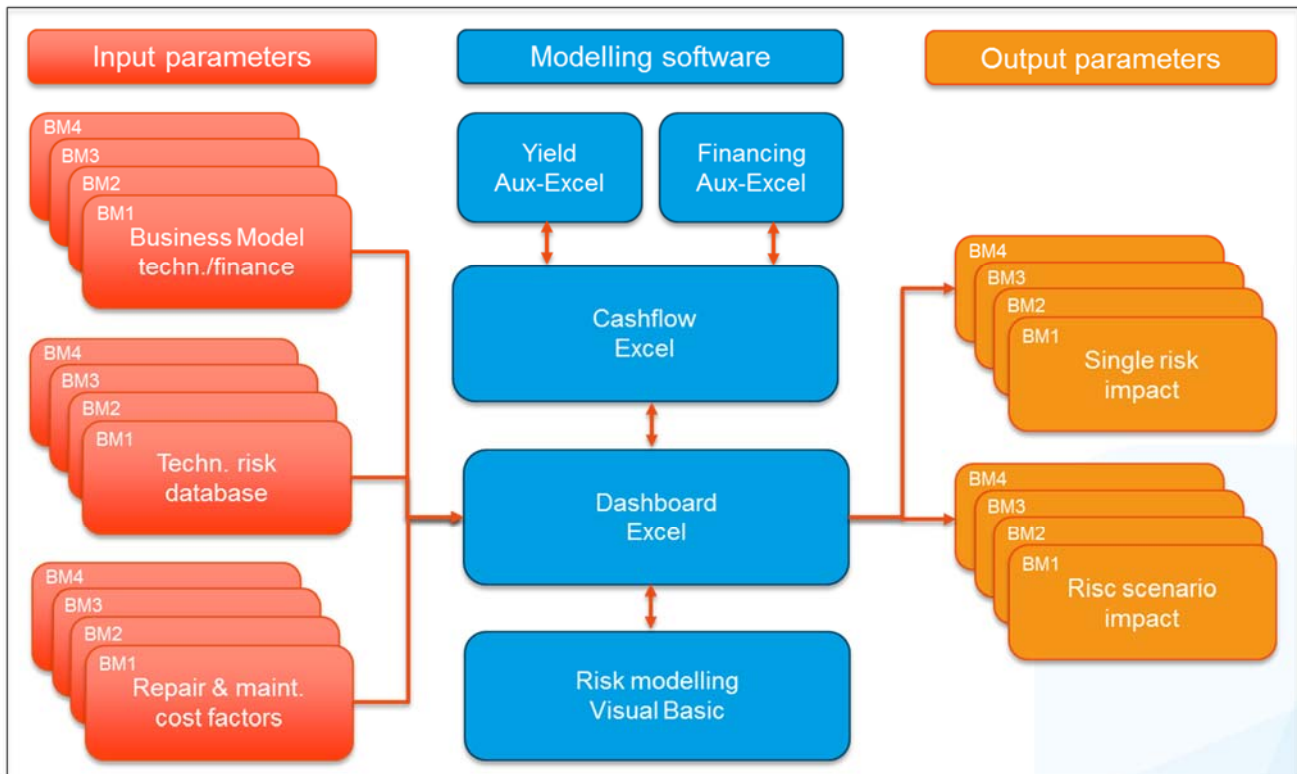 Input parameters
Modelling software
Output parameters
BM4
BM3
BM2
BM1
Business Model
techn./finance
BM4
BM3
BM2
BM1
Techn. risk
database
BM4
BM3
BM2
BM1
Repair & maint.
cost factors
Yield
Aux-Excel
Financing
Aux-Excel
Cashflow
Excel
Dashboard
Excel
Risk modelling
Visual Basic
BM4
BM3
BM2
BM1
Single risk
impact
BM4
BM3
BM2
BM1
Risc scenario
impact